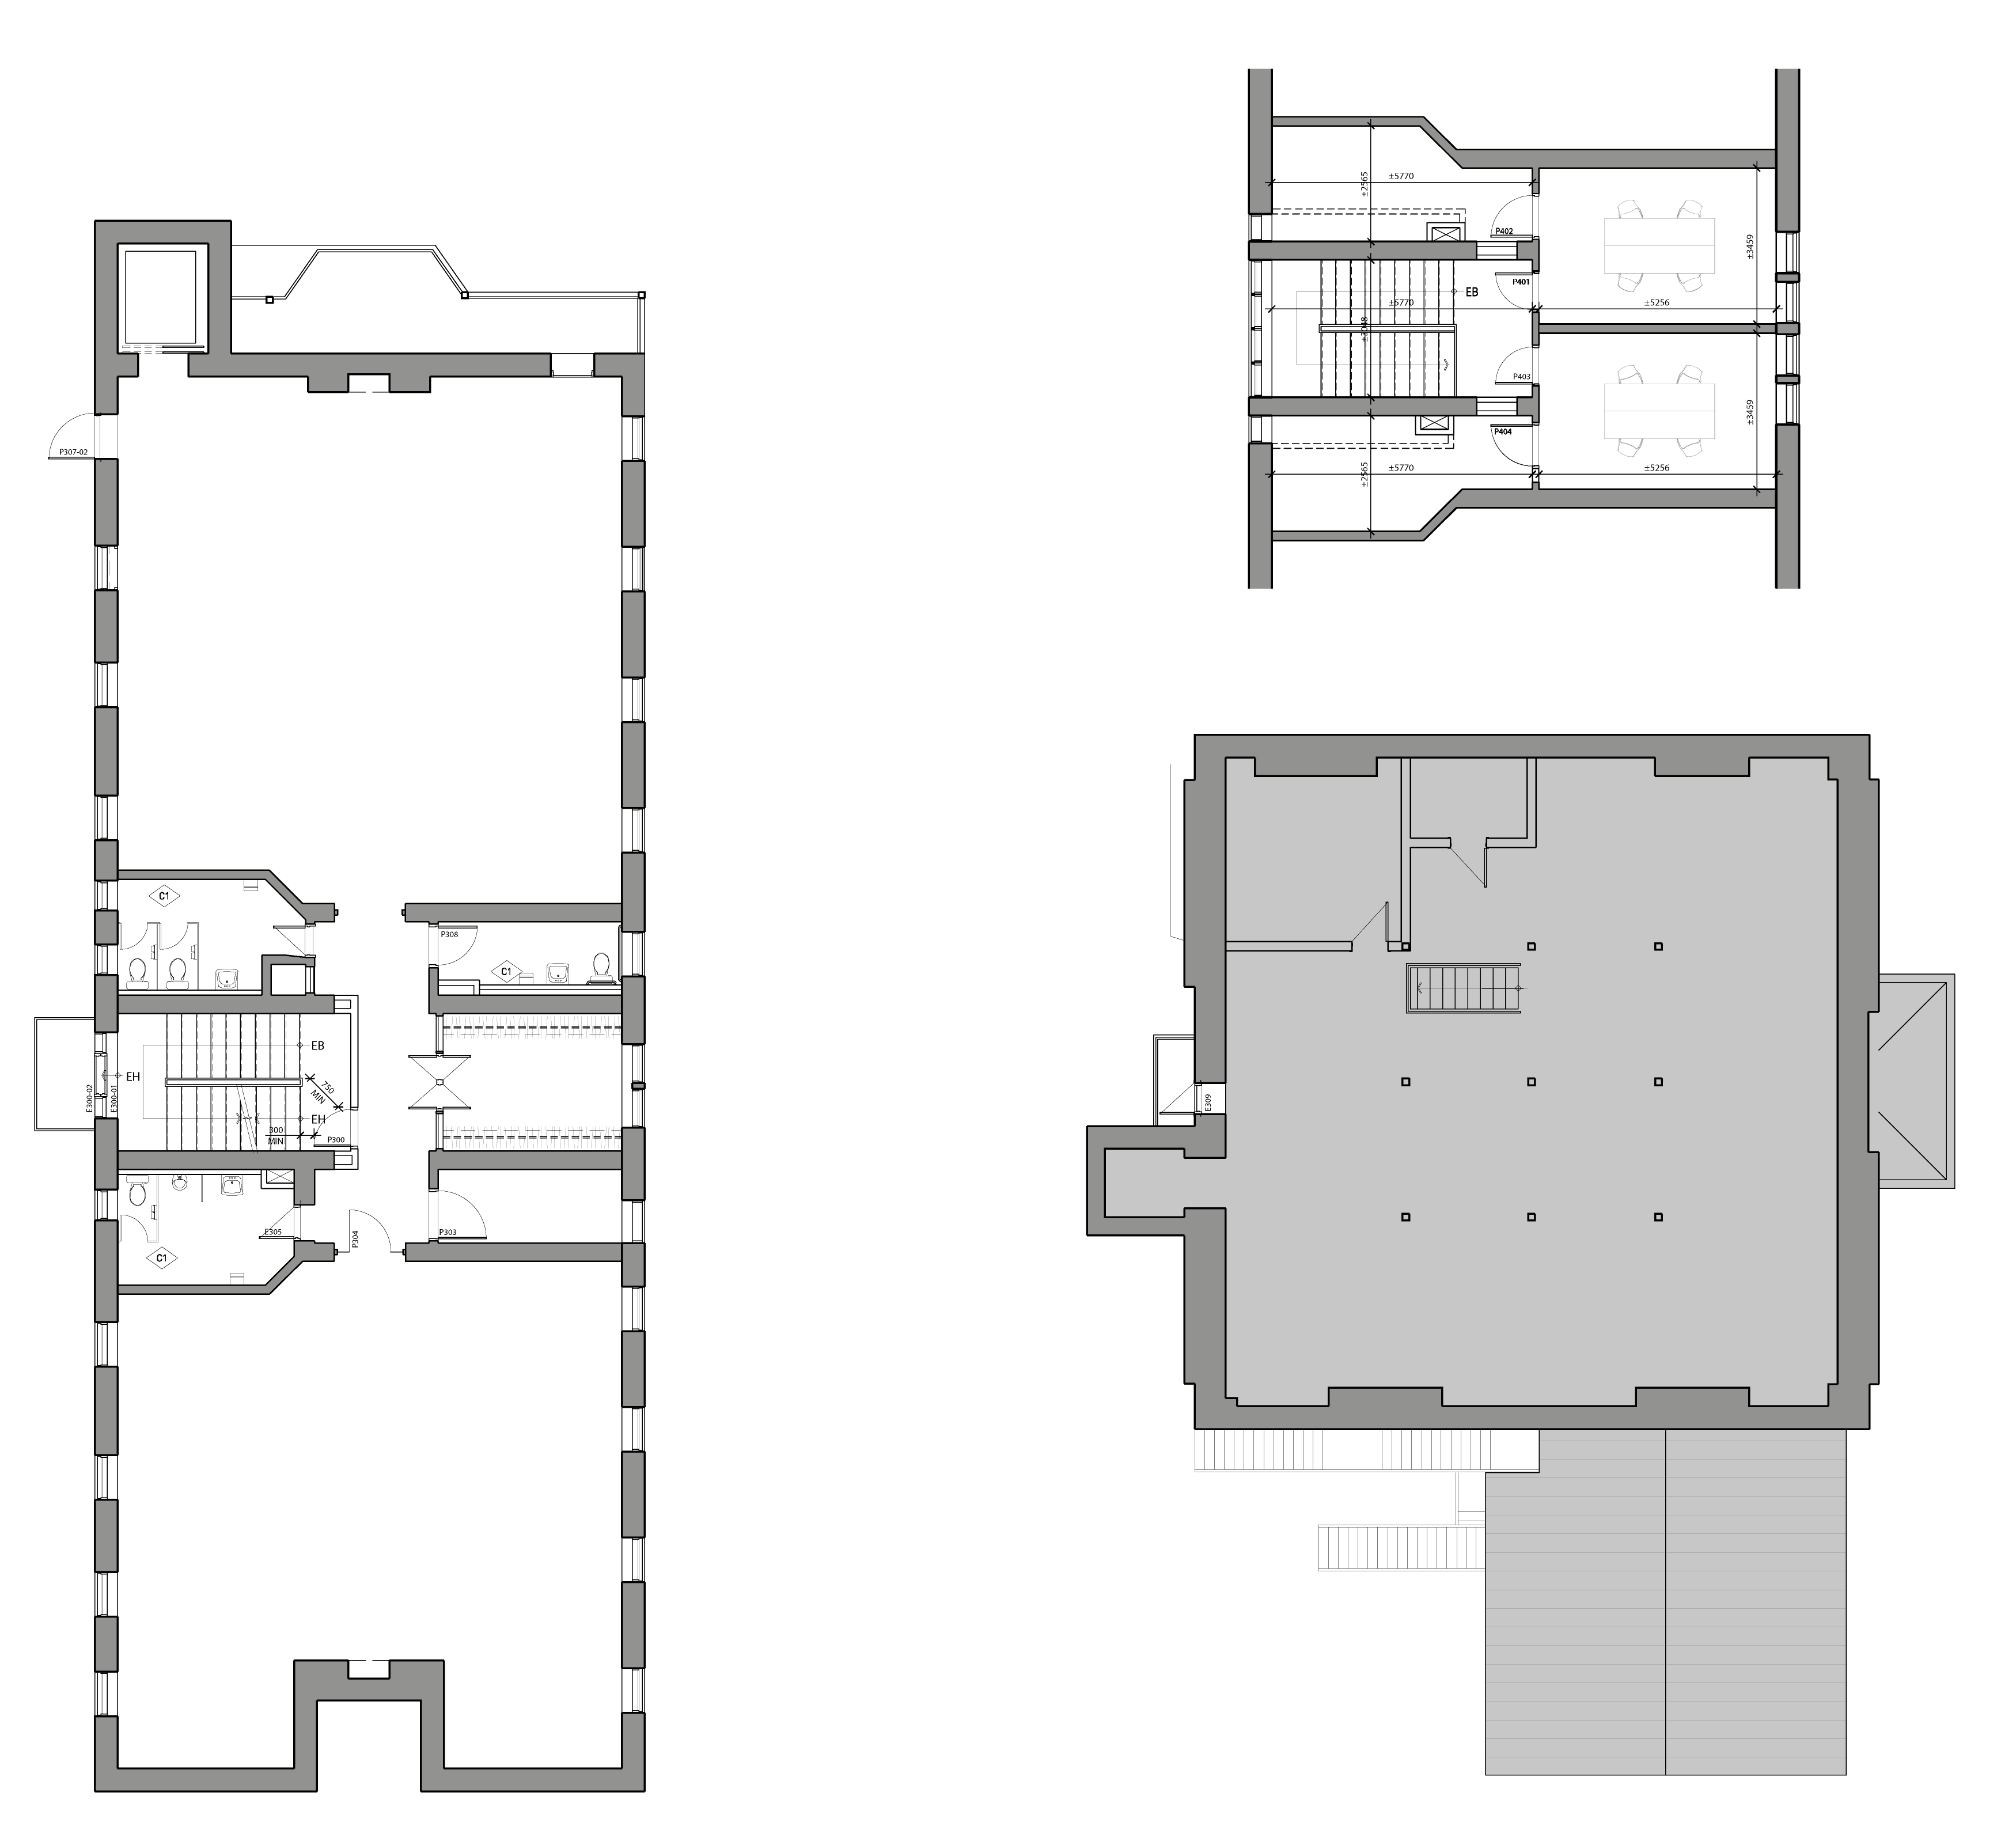 ±5770
±2565
P402
±3459
P401
EB
±5770
±5256
P403
P404
±3459
±5770
±5256
±2565
P307-02
C1
P308
C1
EB
EH
E300-02
E300-01
750
MIN
EH
300
MIN
P300
E305
P304
P303
C1
E309